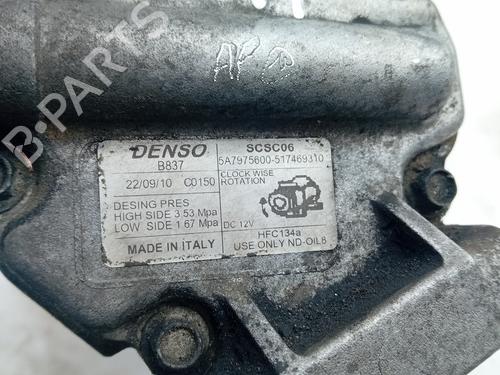 B-PARTS
AP 13
DENSO
B837
22/09/10 C0150
DESING PRES
HIGH SIDE 3.53 Mpa
LOW SIDE 1.67 Mpa
MADE IN ITALY
SCSC06
5A7975600-517469310
CLOCK WISE
ROTATION
DC 12V
HFC134a
USE ONLY ND-OIL8